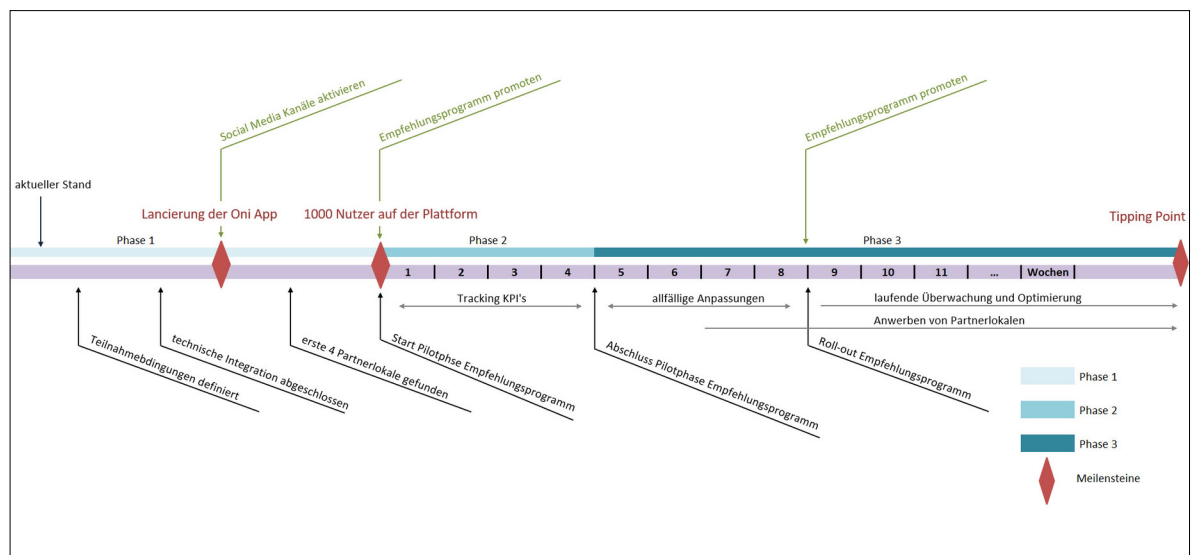 Social Media Kanäle aktivieren
Empfehlungsprogramm promoten
Empfehlungsprogramm promoten
aktueller Stand
Lancierung der Oni App
1000 Nutzer auf der Plattform
Tipping Point
Phase 1
Phase 2
Phase 3
1 2 3 4 5 6 7 8 9 10 11 ... Wochen
Tracking KPI's
allfällige Anpassungen
laufende Überwachung und Optimierung
Anwerben von Partnerlokalen
Teilnahmebdingungen definiert
technische Integration abgeschlossen
erste 4 Partnerlokale gefunden
Start Pilotphse Empfehlungsprogramm
Abschluss Pilotphase Empfehlungsprogramm
Roll-out Empfehlungsprogramm
Phase 1
Phase 2
Phase 3
Meilensteine